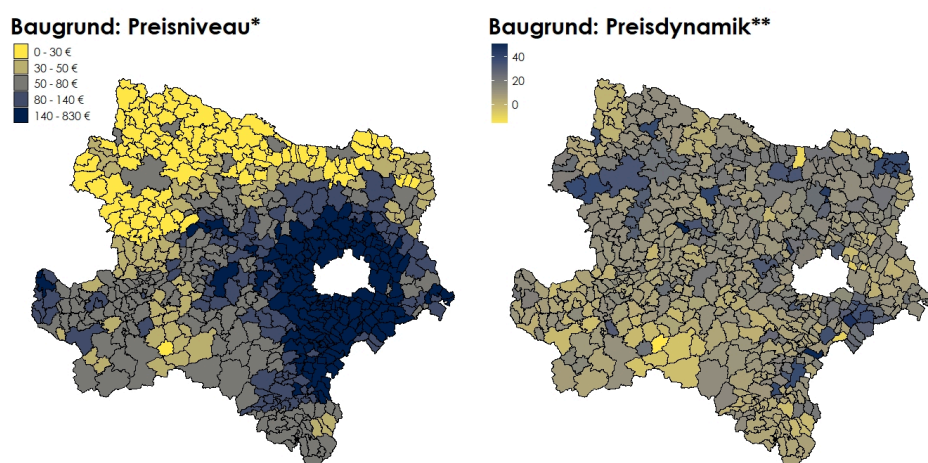 Baugrund: Preisniveau*
0 - 30 €
30 - 50 €
50 - 80 €
80 - 140 €
140 - 830 €
Baugrund: Preisdynamik**
40
20
0